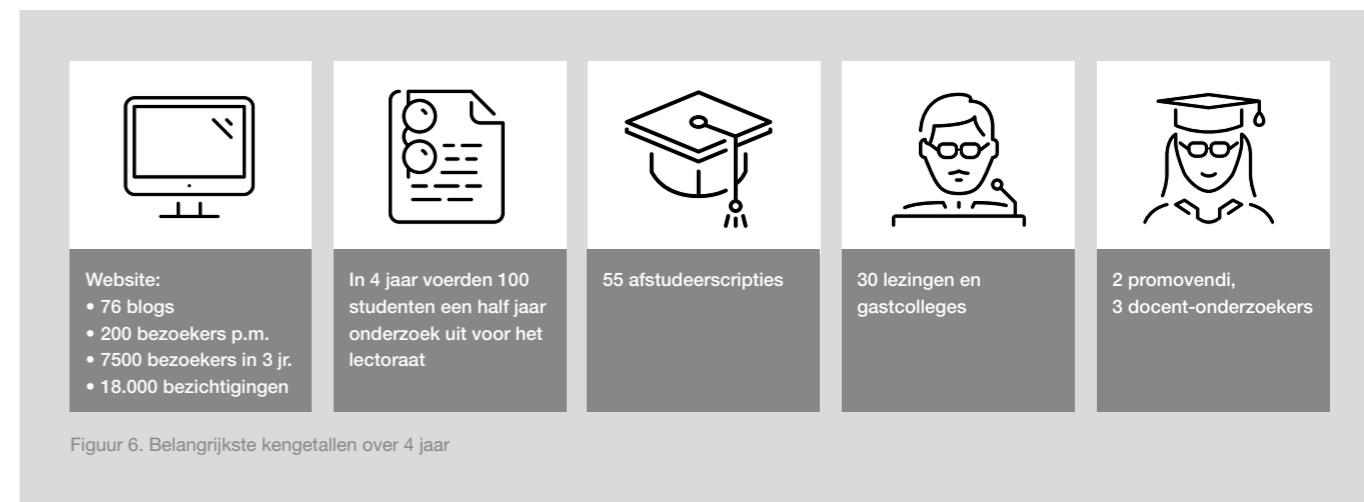 Website:
• 76 blogs
• 200 bezoekers p.m.
• 7500 bezoekers in 3 jr.
• 18.000 bezichtigingen
In 4 jaar voerden 100
studenten een half jaar
onderzoek uit voor het
lectoraat
55 afstudeerscripties
30 lezingen en
gastcolleges
2 promovendi,
3 docent-onderzoekers
Figuur 6. Belangrijkste kengetallen over 4 jaar